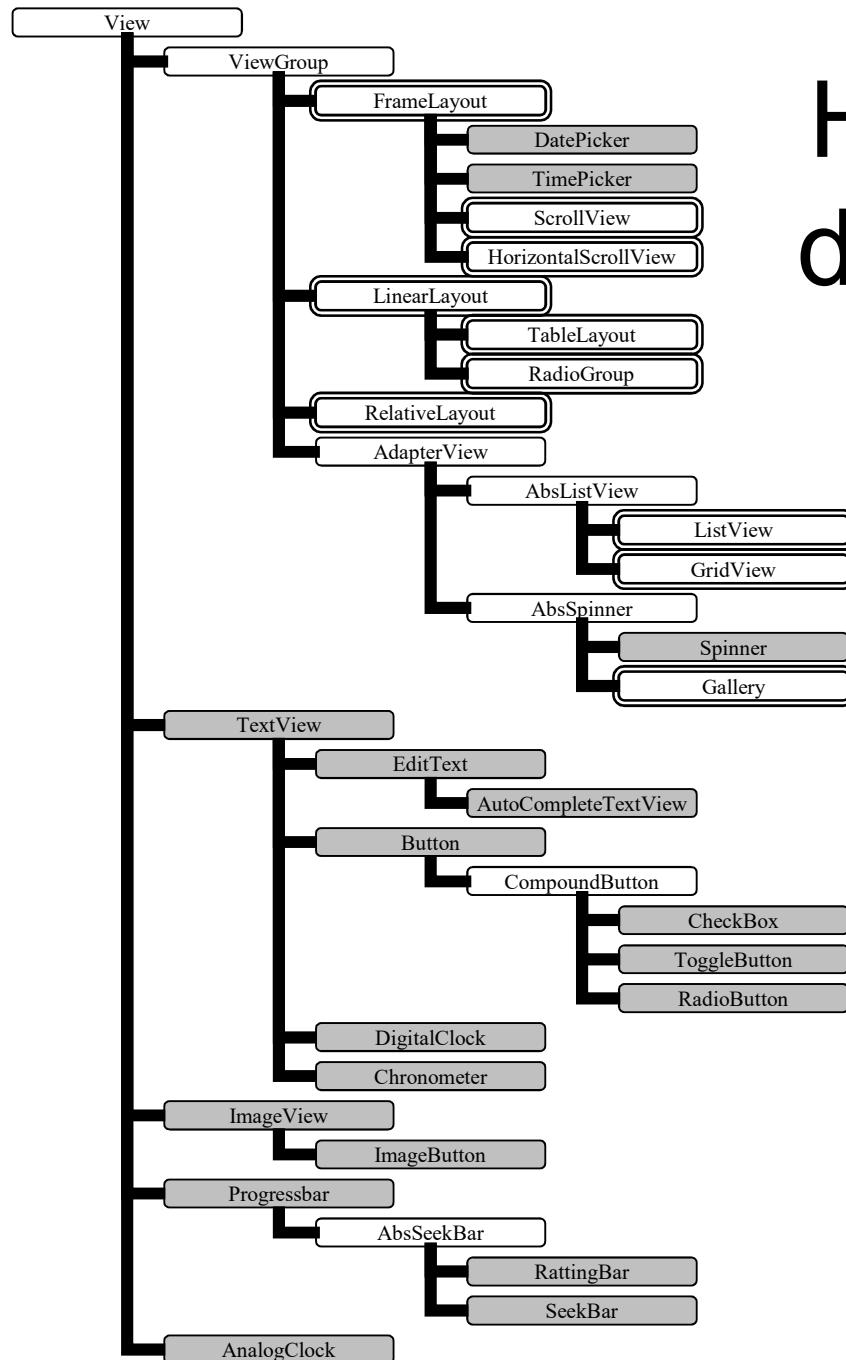 View
ViewGroup
FrameLayout
DatePicker
TimePicker
ScrollView
HorizontalScrollView
LinearLayout
TableLayout
RadioGroup
RelativeLayout
AdapterView
AbsListView
ListView
GridView
AbsSpinner
Spinner
Gallery
TextView
EditText
AutoCompleteTextView
Button
CompoundButton
CheckBox
ToggleButton
RadioButton
DigitalClock
Chronometer
ImageView
ImageButton
Progressbar
AbsSeekBar
RattingBar
SeekBar
AnalogClock